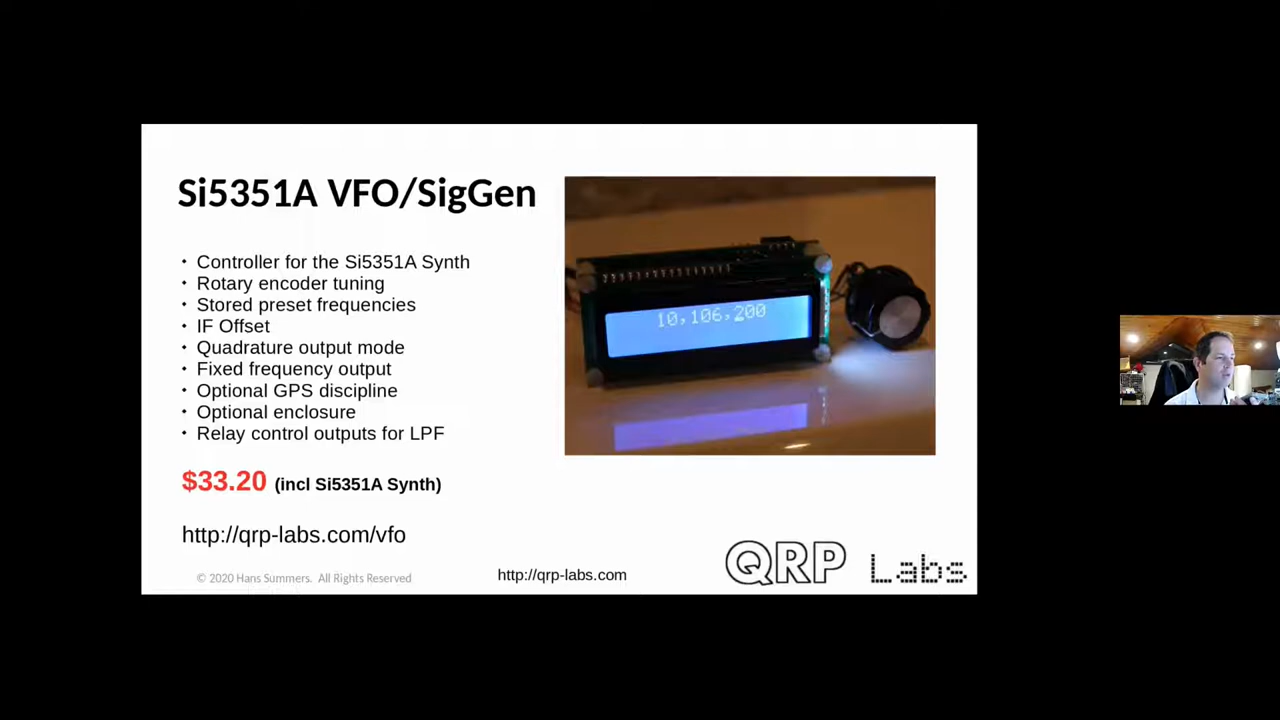 Si5351A VFO/SigGen
• Controller for the Si5351A Synth
• Rotary encoder tuning
• Stored preset frequencies
• IF Offset
• Quadrature output mode
• Fixed frequency output
• Optional GPS discipline
• Optional enclosure
• Relay control outputs for LPF
$33.20 (incl Si5351A Synth)
http://qrp-labs.com/vfo
10,106,200
© 2020 Hans Summers. All Rights Reserved
http://qrp-labs.com
QRP Labs